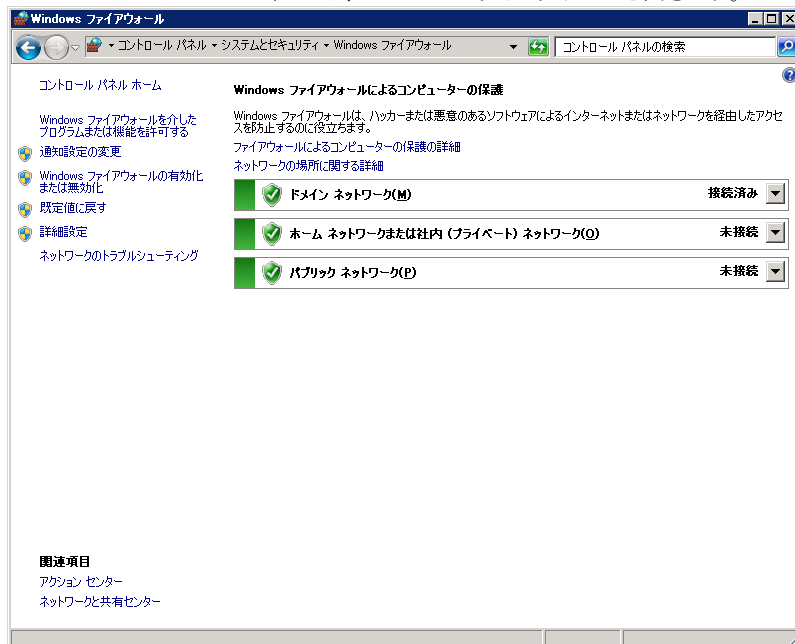 Windows ファイアウォール
コントロール パネル システムとセキュリティ Windows ファイアウォール コントロール パネルの検索
コントロール パネル ホーム
Windows ファイアウォールを介した
プログラムまたは機能を許可する
通知設定の変更
Windows ファイアウォールの有効化
または無効化
既定値に戻す
詳細設定
ネットワークのトラブルシューティング
Windows ファイアウォールによるコンピューターの保護
Windows ファイアウォールは、ハッカーまたは悪意のあるソフトウェアによるインターネットまたはネットワークを経由したアクセ
スを防止するのに役立ちます。
ファイアウォールによるコンピューターの保護の詳細
ネットワークの場所に関する詳細
ドメイン ネットワーク(M) 接続済み
ホーム ネットワークまたは社内 (プライベート) ネットワーク(O) 未接続
パブリック ネットワーク(P) 未接続
関連項目
アクション センター
ネットワークと共有センター